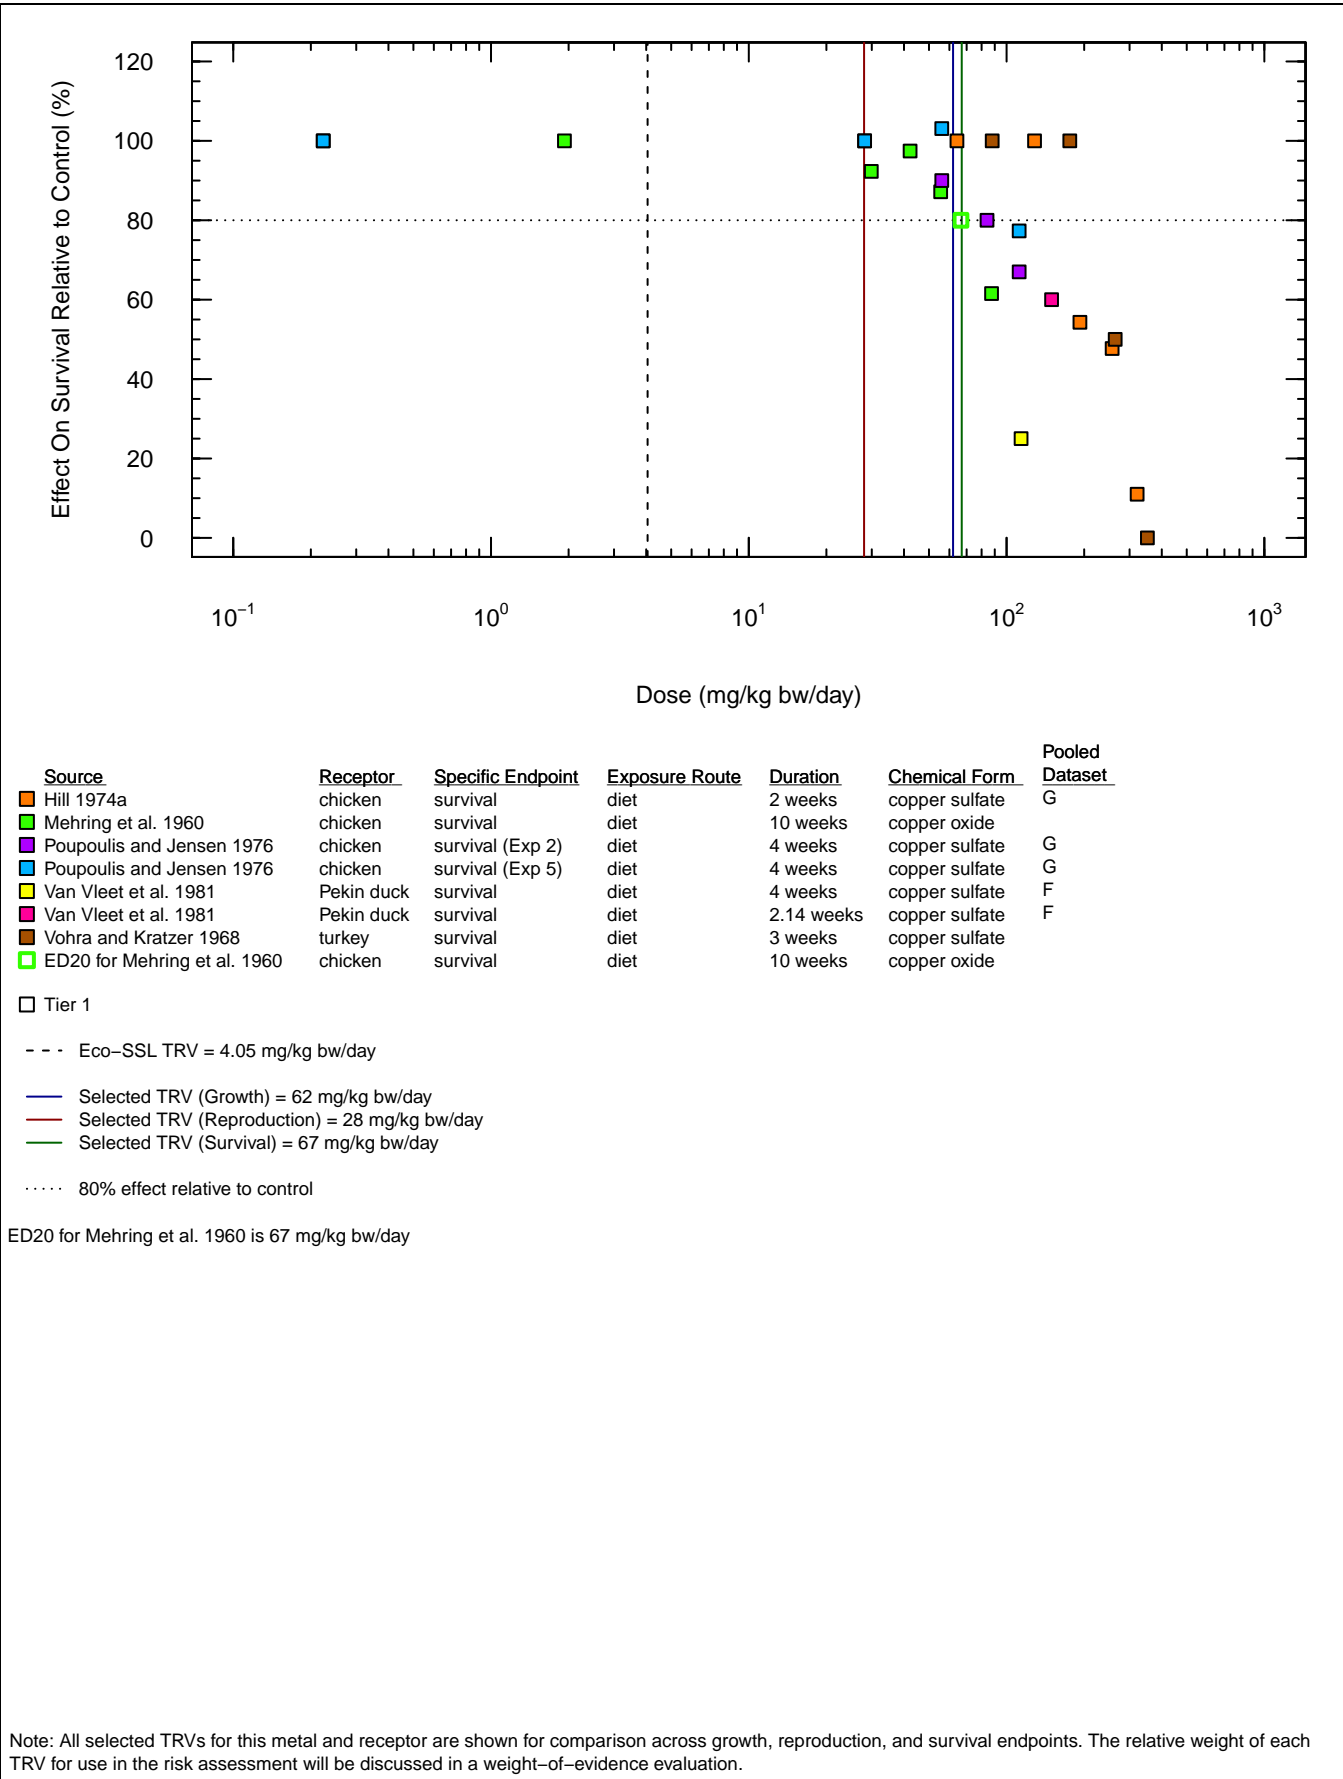 Effect On Survival Relative to Control (%)
120
100
80
60
40
20
0
10−1 100 101 102 103
Dose (mg/kg bw/day)
Pooled
Source Receptor Specific Endpoint Exposure Route Duration Chemical Form Dataset
Hill 1974a chicken survival diet 2 weeks copper sulfate G
Mehring et al. 1960 chicken survival diet 10 weeks copper oxide
Poupoulis and Jensen 1976 chicken survival (Exp 2) diet 4 weeks copper sulfate G
Poupoulis and Jensen 1976 chicken survival (Exp 5) diet 4 weeks copper sulfate G
Van Vleet et al. 1981 Pekin duck survival diet 4 weeks copper sulfate F
Van Vleet et al. 1981 Pekin duck survival diet 2.14 weeks copper sulfate F
Vohra and Kratzer 1968 turkey survival diet 3 weeks copper sulfate
ED20 for Mehring et al. 1960 chicken survival diet 10 weeks copper oxide
Tier 1
Eco−SSL TRV = 4.05 mg/kg bw/day
Selected TRV (Growth) = 62 mg/kg bw/day
Selected TRV (Reproduction) = 28 mg/kg bw/day
Selected TRV (Survival) = 67 mg/kg bw/day
80% effect relative to control
ED20 for Mehring et al. 1960 is 67 mg/kg bw/day
Note: All selected TRVs for this metal and receptor are shown for comparison across growth, reproduction, and survival endpoints. The relative weight of each
TRV for use in the risk assessment will be discussed in a weight−of−evidence evaluation.